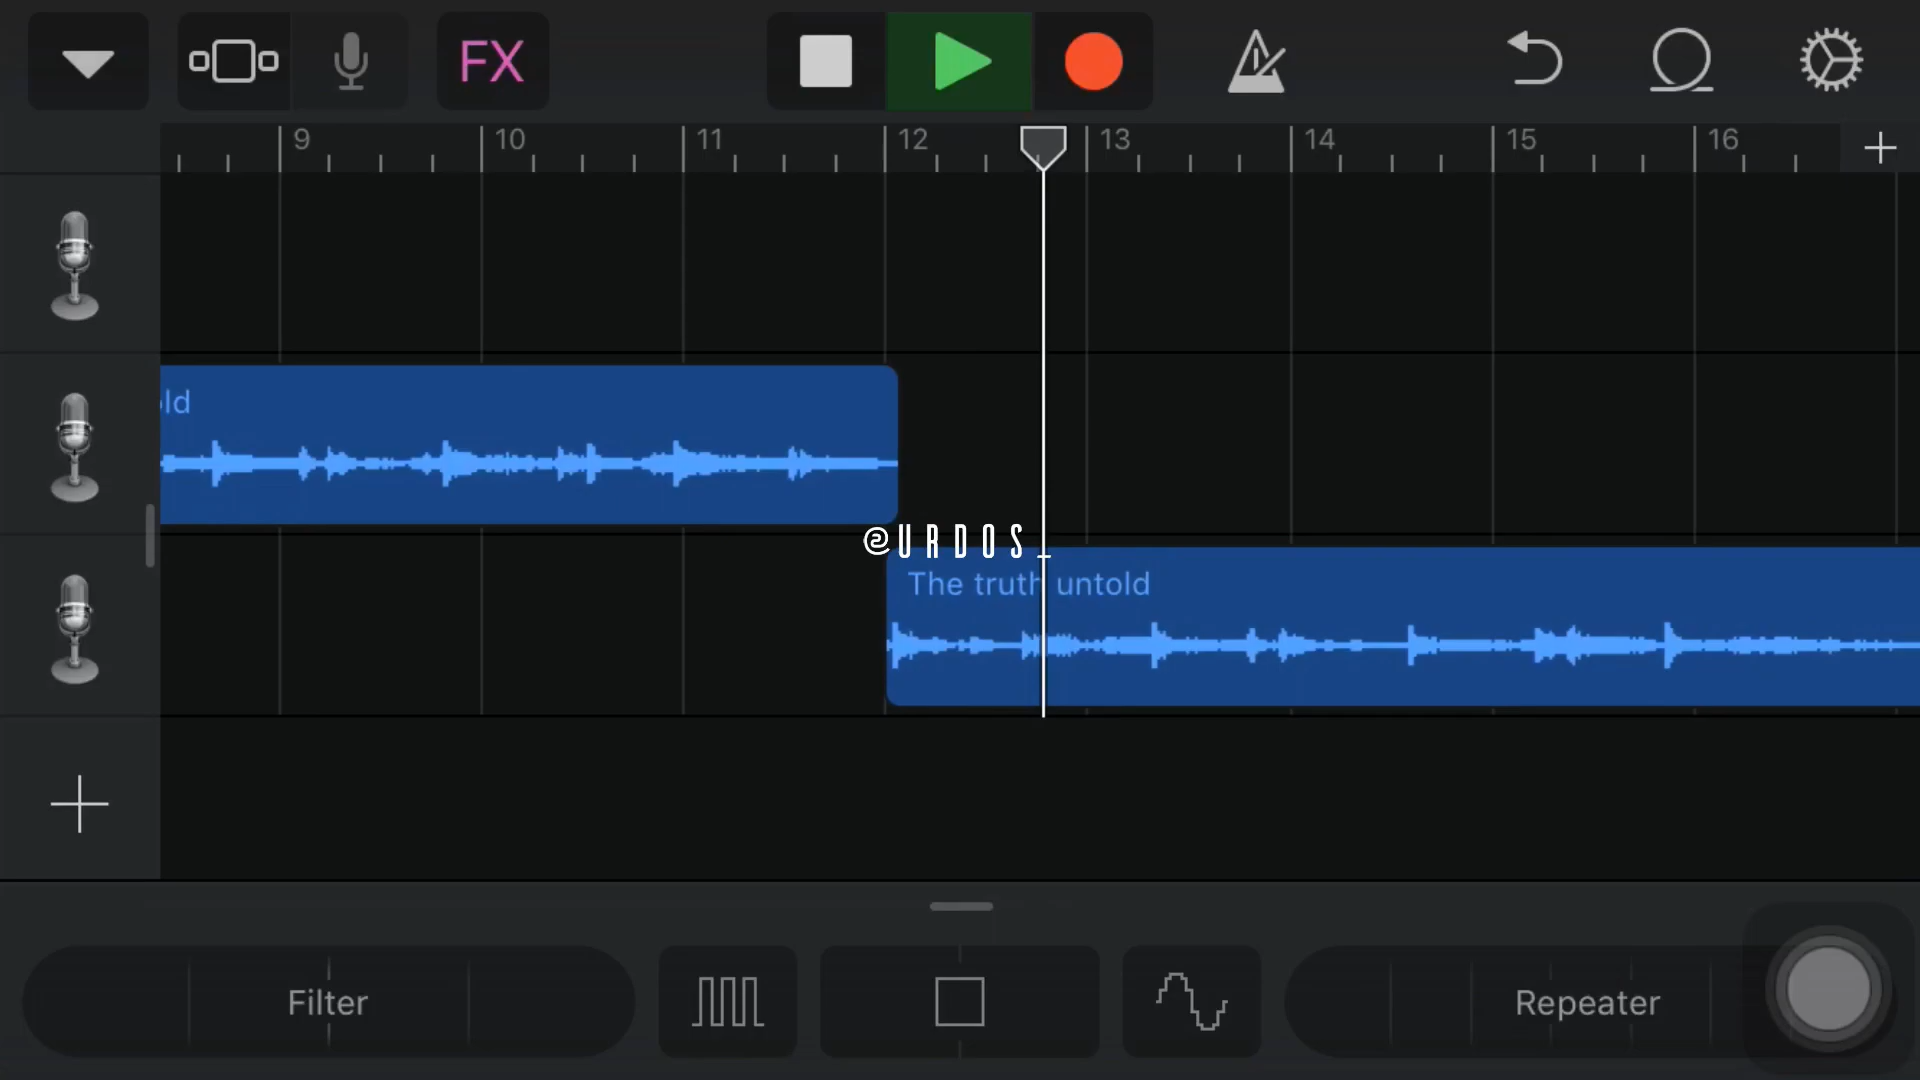 FX
9 10 11 12 13 14 15 16
ld
@URDOS_
The truth untold
Filter
Repeater